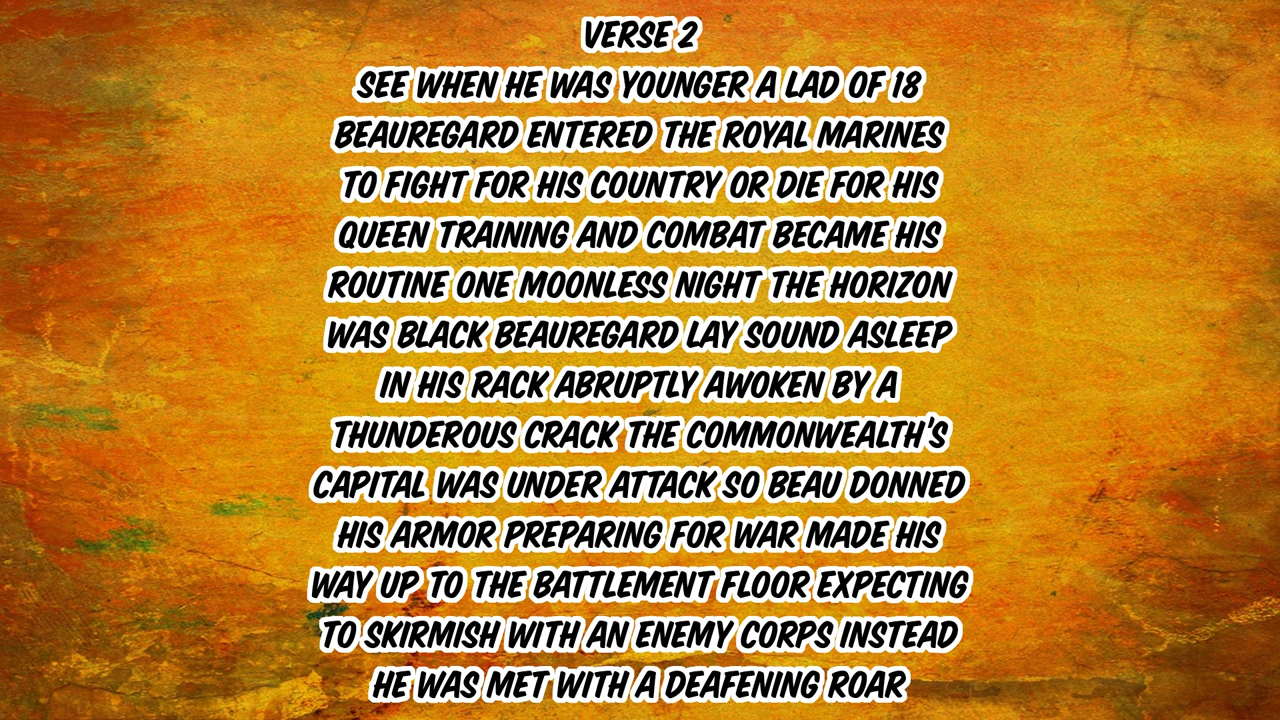 VERSE 2
SEE WHEN HE WAS YOUNGER A LAD OF 18
BEAUREGARD ENTERED THE ROYAL MARINES
TO FIGHT FOR HIS COUNTRY OR DIE FOR HIS
QUEEN TRAINING AND COMBAT BECAME HIS
ROUTINE ONE MOONLESS NIGHT THE HORIZON
WAS BLACK BEAUREGARD LAY SOUND ASLEEP
IN HIS RACK ABRUPTLY AWOKEN BY A
THUNDEROUS CRACK THE COMMONWEALTH'S
CAPITAL WAS UNDER ATTACK SO BEAU DONNED
HIS ARMOR PREPARING FOR WAR MADE HIS
WAY UP TO THE BATTLEMENT FLOOR EXPECTING
TO SKIRMISH WITH AN ENEMY CORPS INSTEAD
HE WAS MET WITH A DEAFENING ROAR